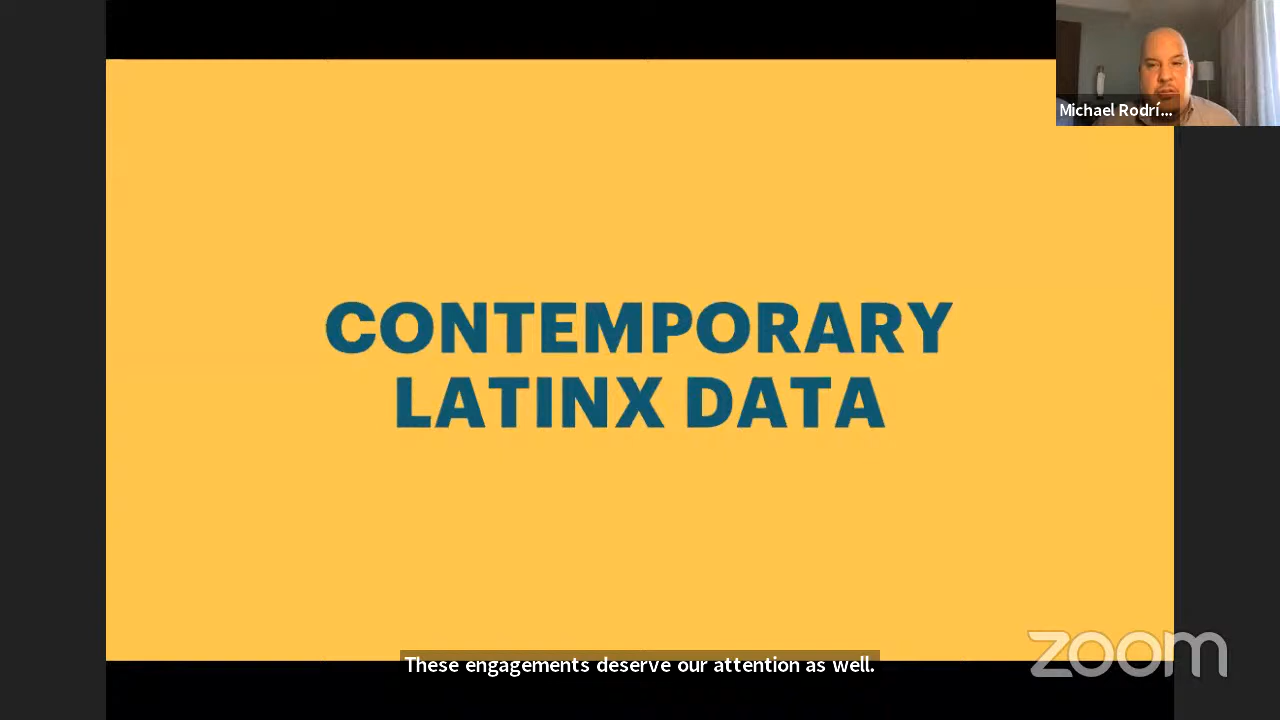 Michael Rodrí...
CONTEMPORARY
LATINX DATA
These engagements deserve our attention as well.
zoom